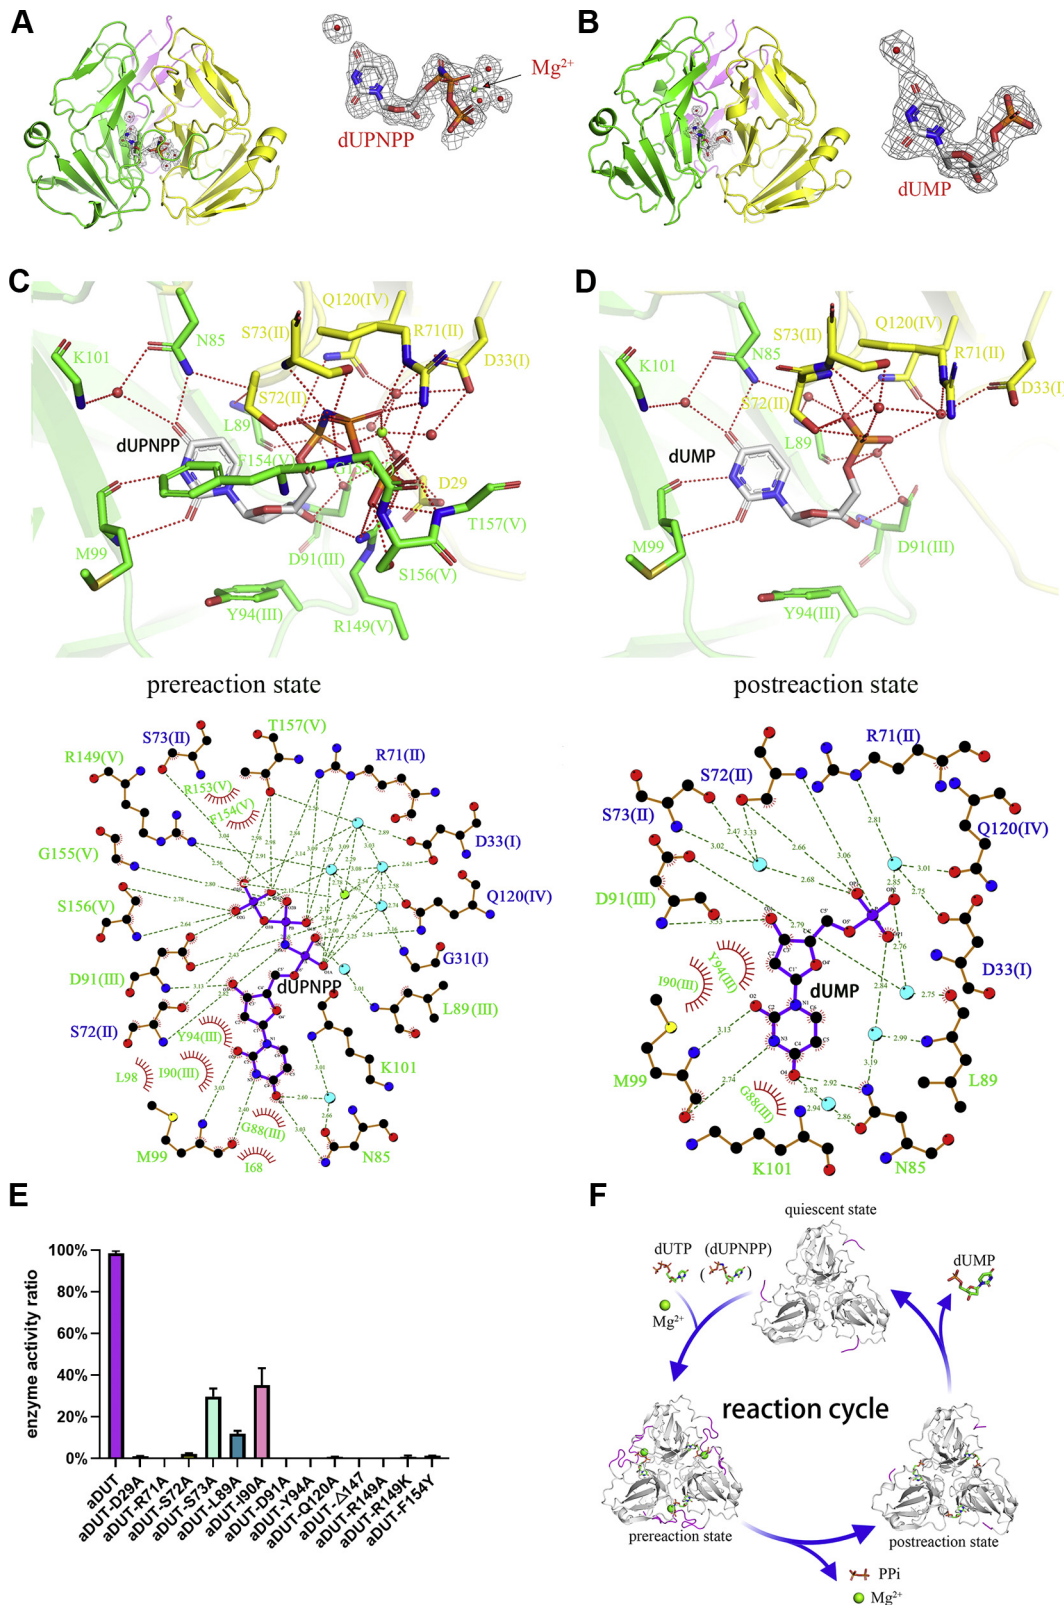 A
B
Mg²⁺
dUPNPP
dUMP
C
D
Q120(IV)
S73(II)
R71(II)
N85
K101
D33(I)
S72(II)
L89
dUPNPP
F154(V)
D29
T157(V)
M99
D91(III)
S156(V)
Y94(III)
R149(V)
Q120(IV)
S73(II)
N85
R71(II)
K101
D33(I)
S72(II)
L89
dUMP
M99
D91(III)
Y94(III)
prereaction state
postreaction state
T157(V)
S73(II)
R149(V)
R71(II)
R153(V)
F154(V)
D33(I)
G155(V)
Q120(IV)
S156(V)
G31(I)
D91(III)
dUPNPP
L89(III)
S72(II)
Y94(III)
K101
L98
I90(III)
G88(III)
M99
N85
I68
R71(II)
S72(II)
S73(II)
Q120(IV)
D91(III)
Y94(III)
I90(III)
dUMP
D33(I)
M99
L89
G88(III)
K101
N85
E
enzyme activity ratio
100%
80%
60%
40%
20%
0%
aDUT
aDUT-D29A
aDUT-R71A
aDUT-S72A
aDUT-S73A
aDUT-L89A
aDUT-I90A
aDUT-D91A
aDUT-Y94A
aDUT-Q120A
aDUT-Δ147
aDUT-R149A
aDUT-R149K
aDUT-F154Y
F
quiescent state
dUTP (dUPNPP)
Mg²⁺
dUMP
reaction cycle
prereaction state
postreaction state
PPi
Mg²⁺